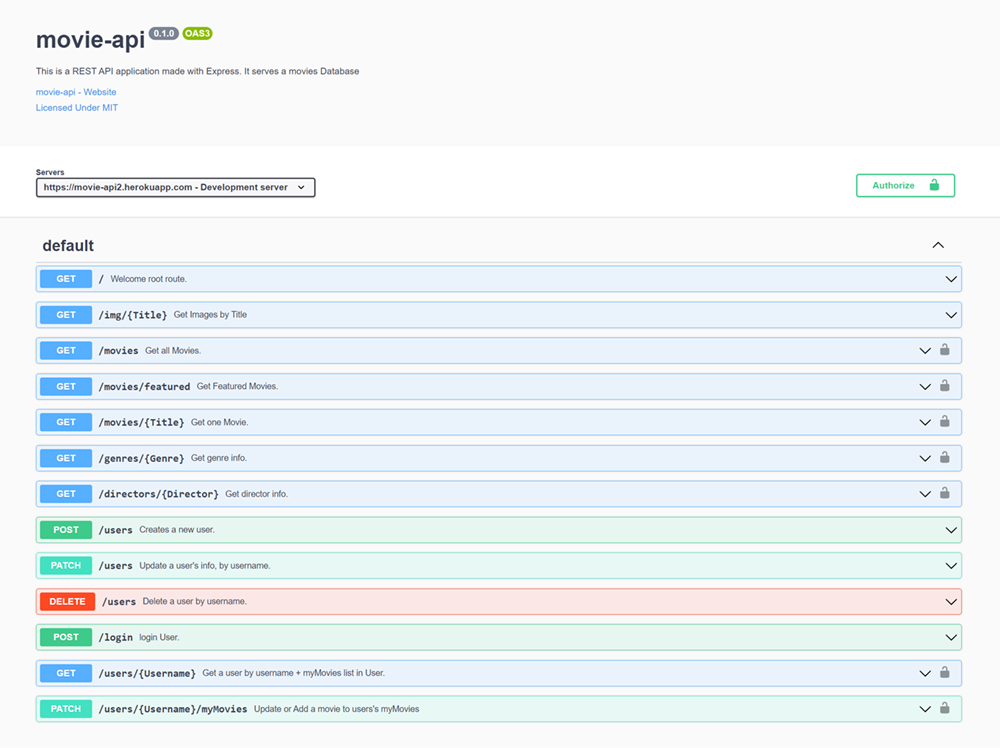 movie-api 0.1.0 OAS3
This is a REST API application made with Express. It serves a movies Database
movie-api - Website
Licensed Under MIT
Servers
https://movie-api2.herokuapp.com - Development server
Authorize
default
GET / Welcome root route.
GET /img/{Title} Get Images by Title
GET /movies Get all Movies.
GET /movies/featured Get Featured Movies.
GET /movies/{Title} Get one Movie.
GET /genres/{Genre} Get genre info.
GET /directors/{Director} Get director info.
POST /users Creates a new user.
PATCH /users Update a user's info, by username.
DELETE /users Delete a user by username.
POST /login login User.
GET /users/{Username} Get a user by username + myMovies list in User.
PATCH /users/{Username}/myMovies Update or Add a movie to users's myMovies